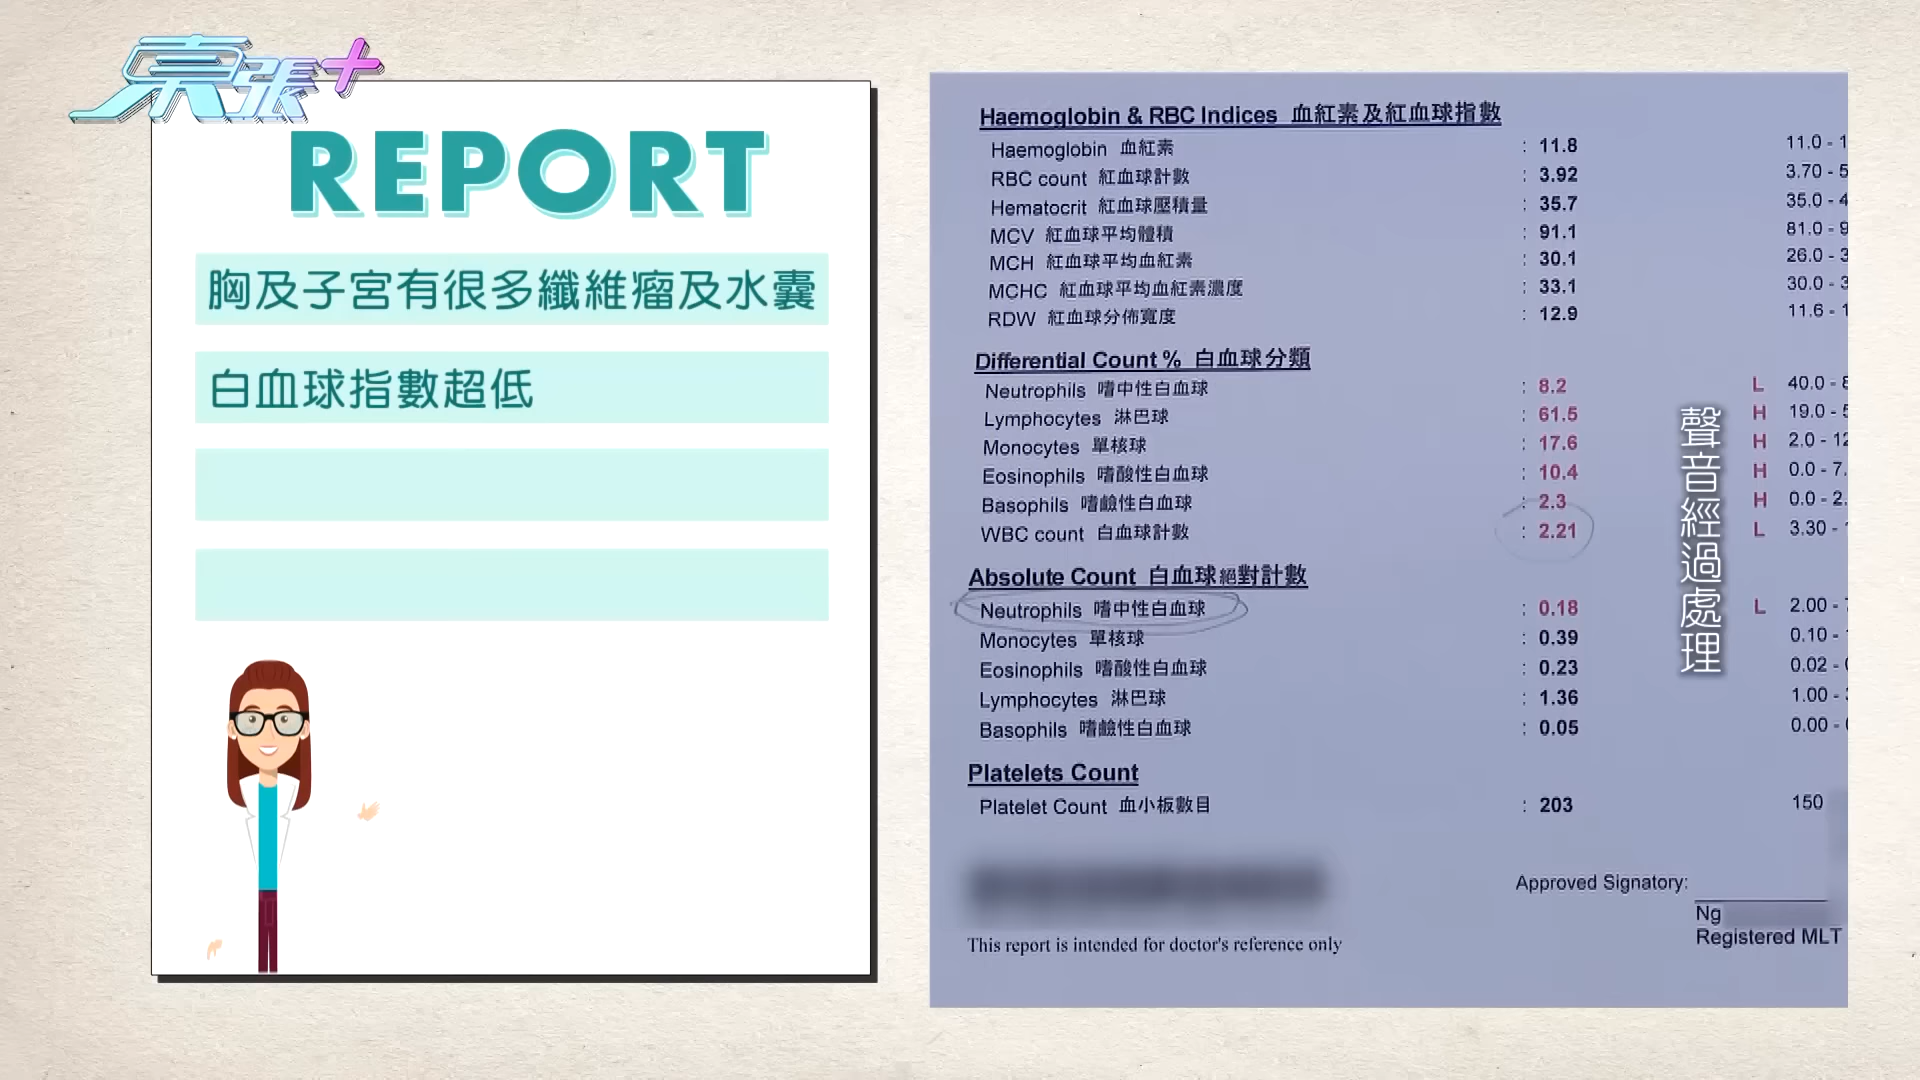 東張+
REPORT
胸及子宮有很多纖維瘤及水囊
白血球指數超低
Haemoglobin & RBC Indices 血紅素及紅血球指數
Haemoglobin 血紅素 : 11.8 11.0 - 1
RBC count 紅血球計數 : 3.92 3.70 - 5
Hematocrit 紅血球壓積量 : 35.7 35.0 - 4
MCV 紅血球平均體積 : 91.1 81.0 - 9
MCH 紅血球平均血紅素 : 30.1 26.0 - 3
MCHC 紅血球平均血紅素濃度 : 33.1 30.0 - 3
RDW 紅血球分佈寬度 : 12.9 11.6 - 1
Differential Count % 白血球分類
Neutrophils 嗜中性白血球 : 8.2 L 40.0 - 8
Lymphocytes 淋巴球 : 61.5 H 19.0 - 5
Monocytes 單核球 : 17.6 H 2.0 - 12
Eosinophils 嗜酸性白血球 : 10.4 H 0.0 - 7.
Basophils 嗜鹼性白血球 : 2.3 H 0.0 - 2.
WBC count 白血球計數 : 2.21 L 3.30 -
Absolute Count 白血球絕對計數
Neutrophils 嗜中性白血球 : 0.18 L 2.00 -
Monocytes 單核球 : 0.39 0.10 -
Eosinophils 嗜酸性白血球 : 0.23 0.02 -
Lymphocytes 淋巴球 : 1.36 1.00 -
Basophils 嗜鹼性白血球 : 0.05 0.00 -
Platelets Count
Platelet Count 血小板數目 : 203 150
Approved Signatory:
Ng
Registered MLT
This report is intended for doctor's reference only
聲音經過處理